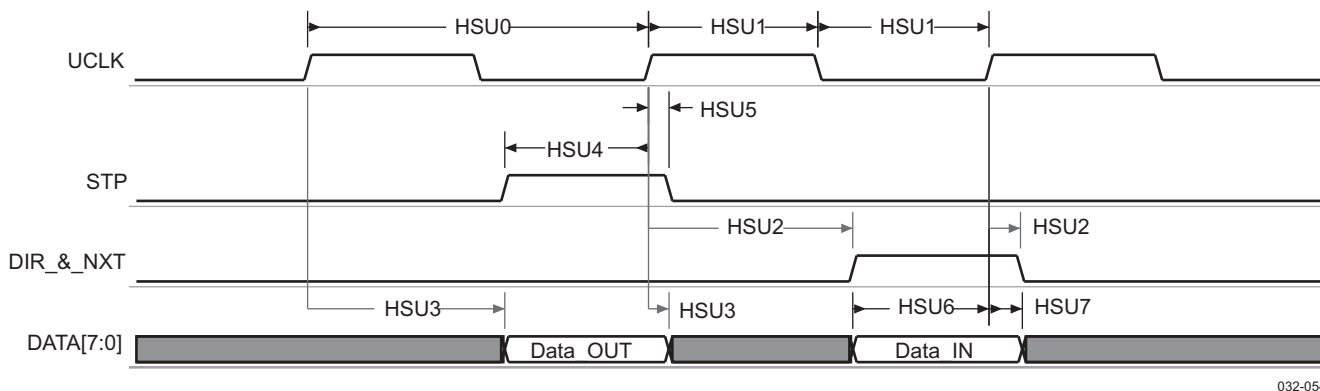 HSU0 HSU1 HSU1
UCLK
HSU5
HSU4
STP
HSU2 HSU2
DIR_&_NXT
HSU3 HSU3 HSU6 HSU7
DATA[7:0] Data_OUT Data_IN